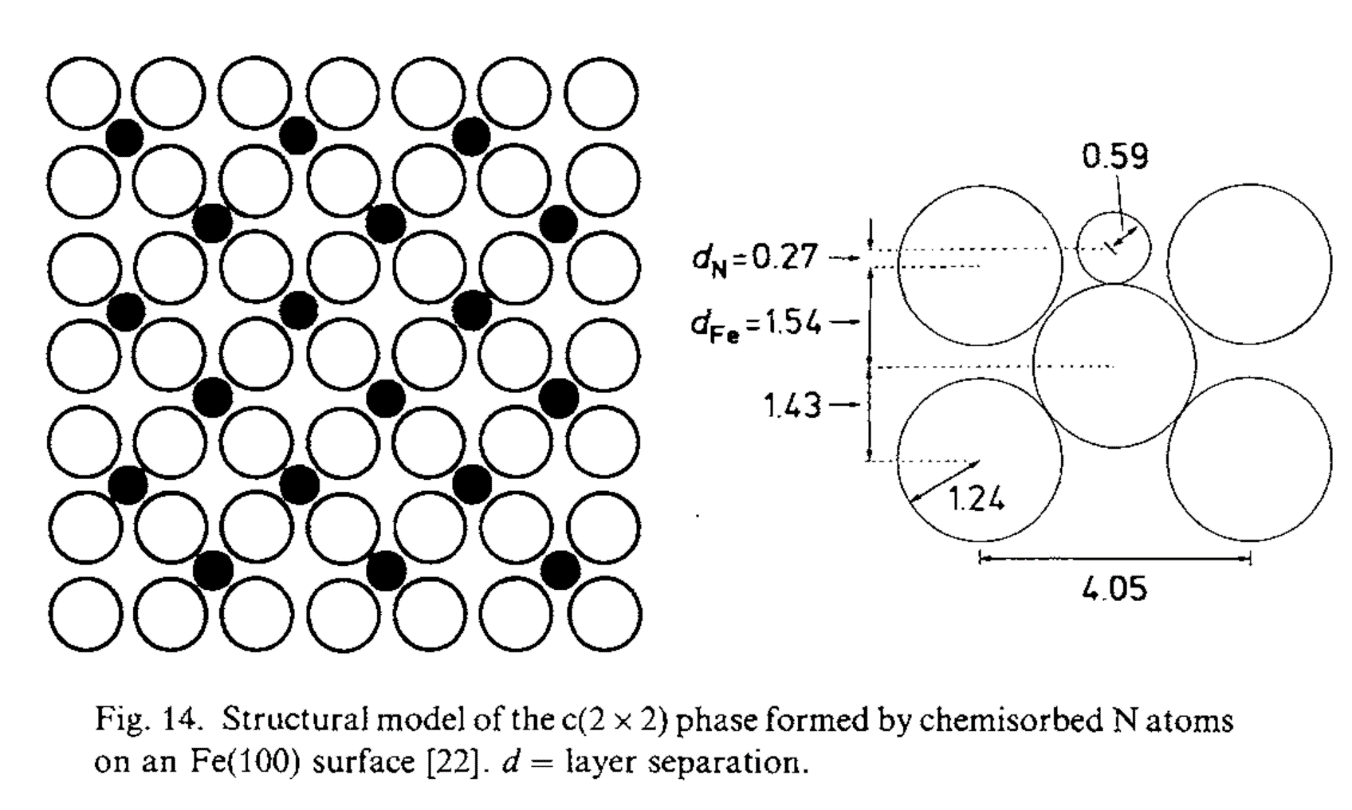 0.59
d_N=0.27
d_Fe=1.54
1.43
1.24
4.05
Fig. 14. Structural model of the c(2 × 2) phase formed by chemisorbed N atoms
on an Fe(100) surface [22]. d = layer separation.